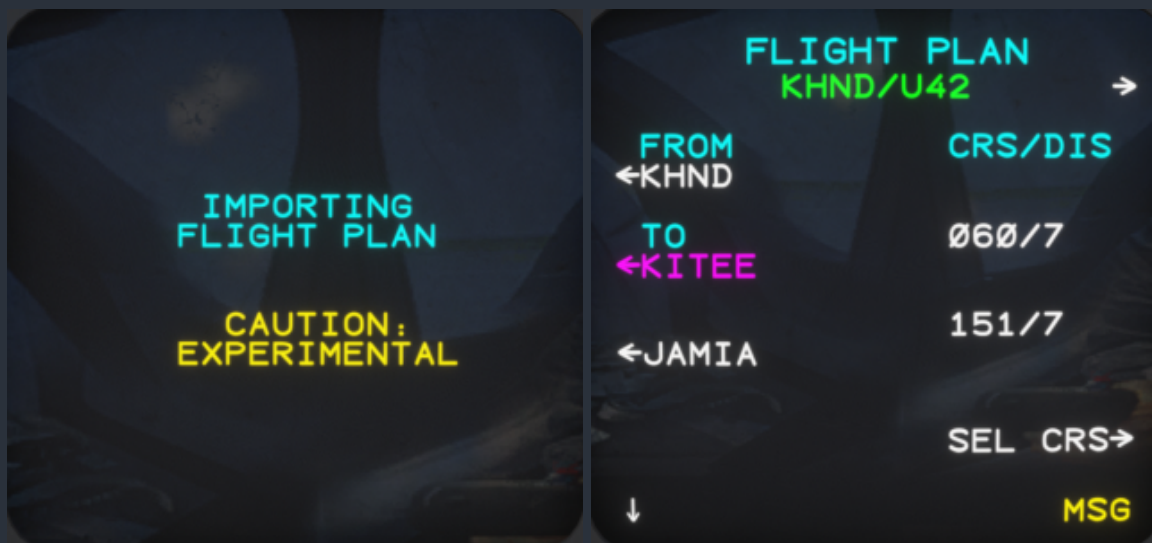 IMPORTING
FLIGHT PLAN
CAUTION:
EXPERIMENTAL
FLIGHT PLAN
KHND/U42 →
FROM CRS/DIS
←KHND
TO Ø6Ø/7
←KITEE
151/7
←JAMIA
SEL CRS→
↓ MSG